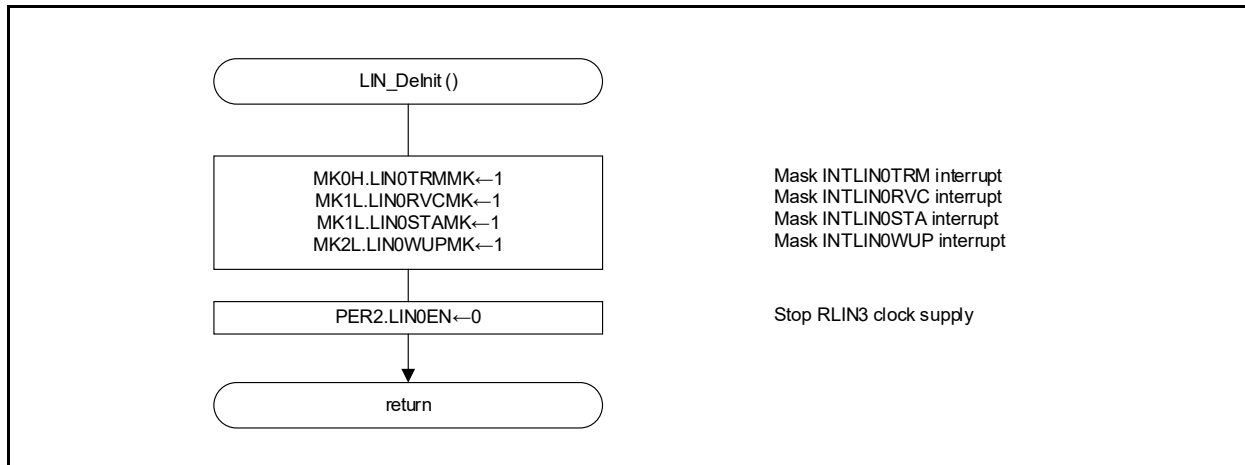 LIN_DeInit ()
MK0H.LIN0TRMMK←1
MK1L.LIN0RVCMK←1
MK1L.LIN0STAMK←1
MK2L.LIN0WUPMK←1
Mask INTLIN0TRM interrupt
Mask INTLIN0RVC interrupt
Mask INTLIN0STA interrupt
Mask INTLIN0WUP interrupt
PER2.LIN0EN←0
Stop RLIN3 clock supply
return